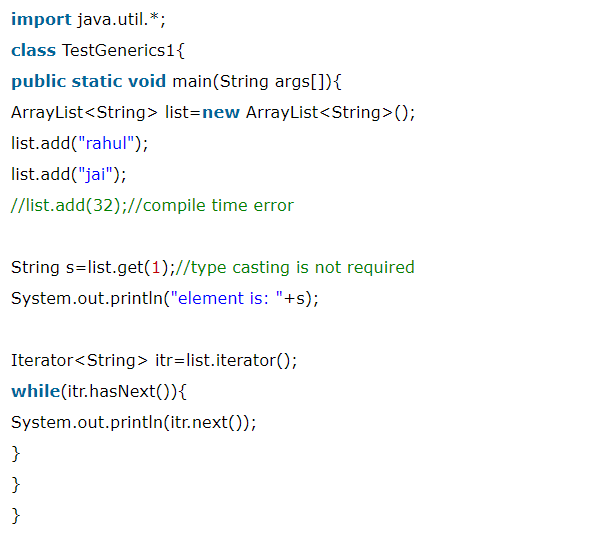 import java.util.*;
class TestGenerics1{
public static void main(String args[]){
ArrayList<String> list=new ArrayList<String>();
list.add("rahul");
list.add("jai");
//list.add(32);//compile time error
String s=list.get(1);//type casting is not required
System.out.println("element is: "+s);
Iterator<String> itr=list.iterator();
while(itr.hasNext()){
System.out.println(itr.next());
}
}
}